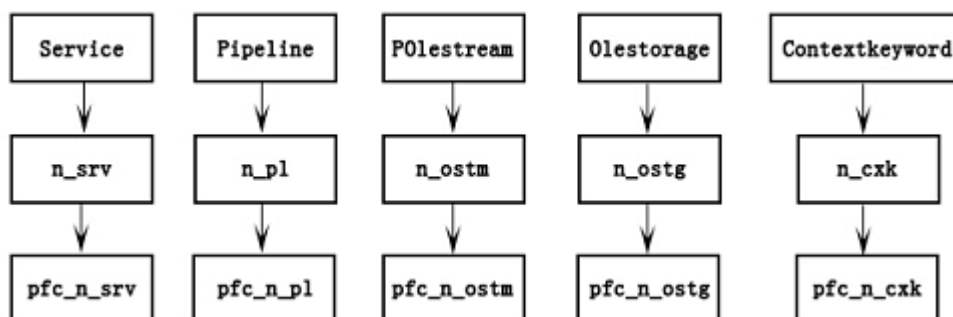 Service Pipeline POlestream Olestorage Contextkeyword
n_srv n_pl n_ostm n_ostg n_cxk
pfc_n_srv pfc_n_pl pfc_n_ostm pfc_n_ostg pfc_n_cxk